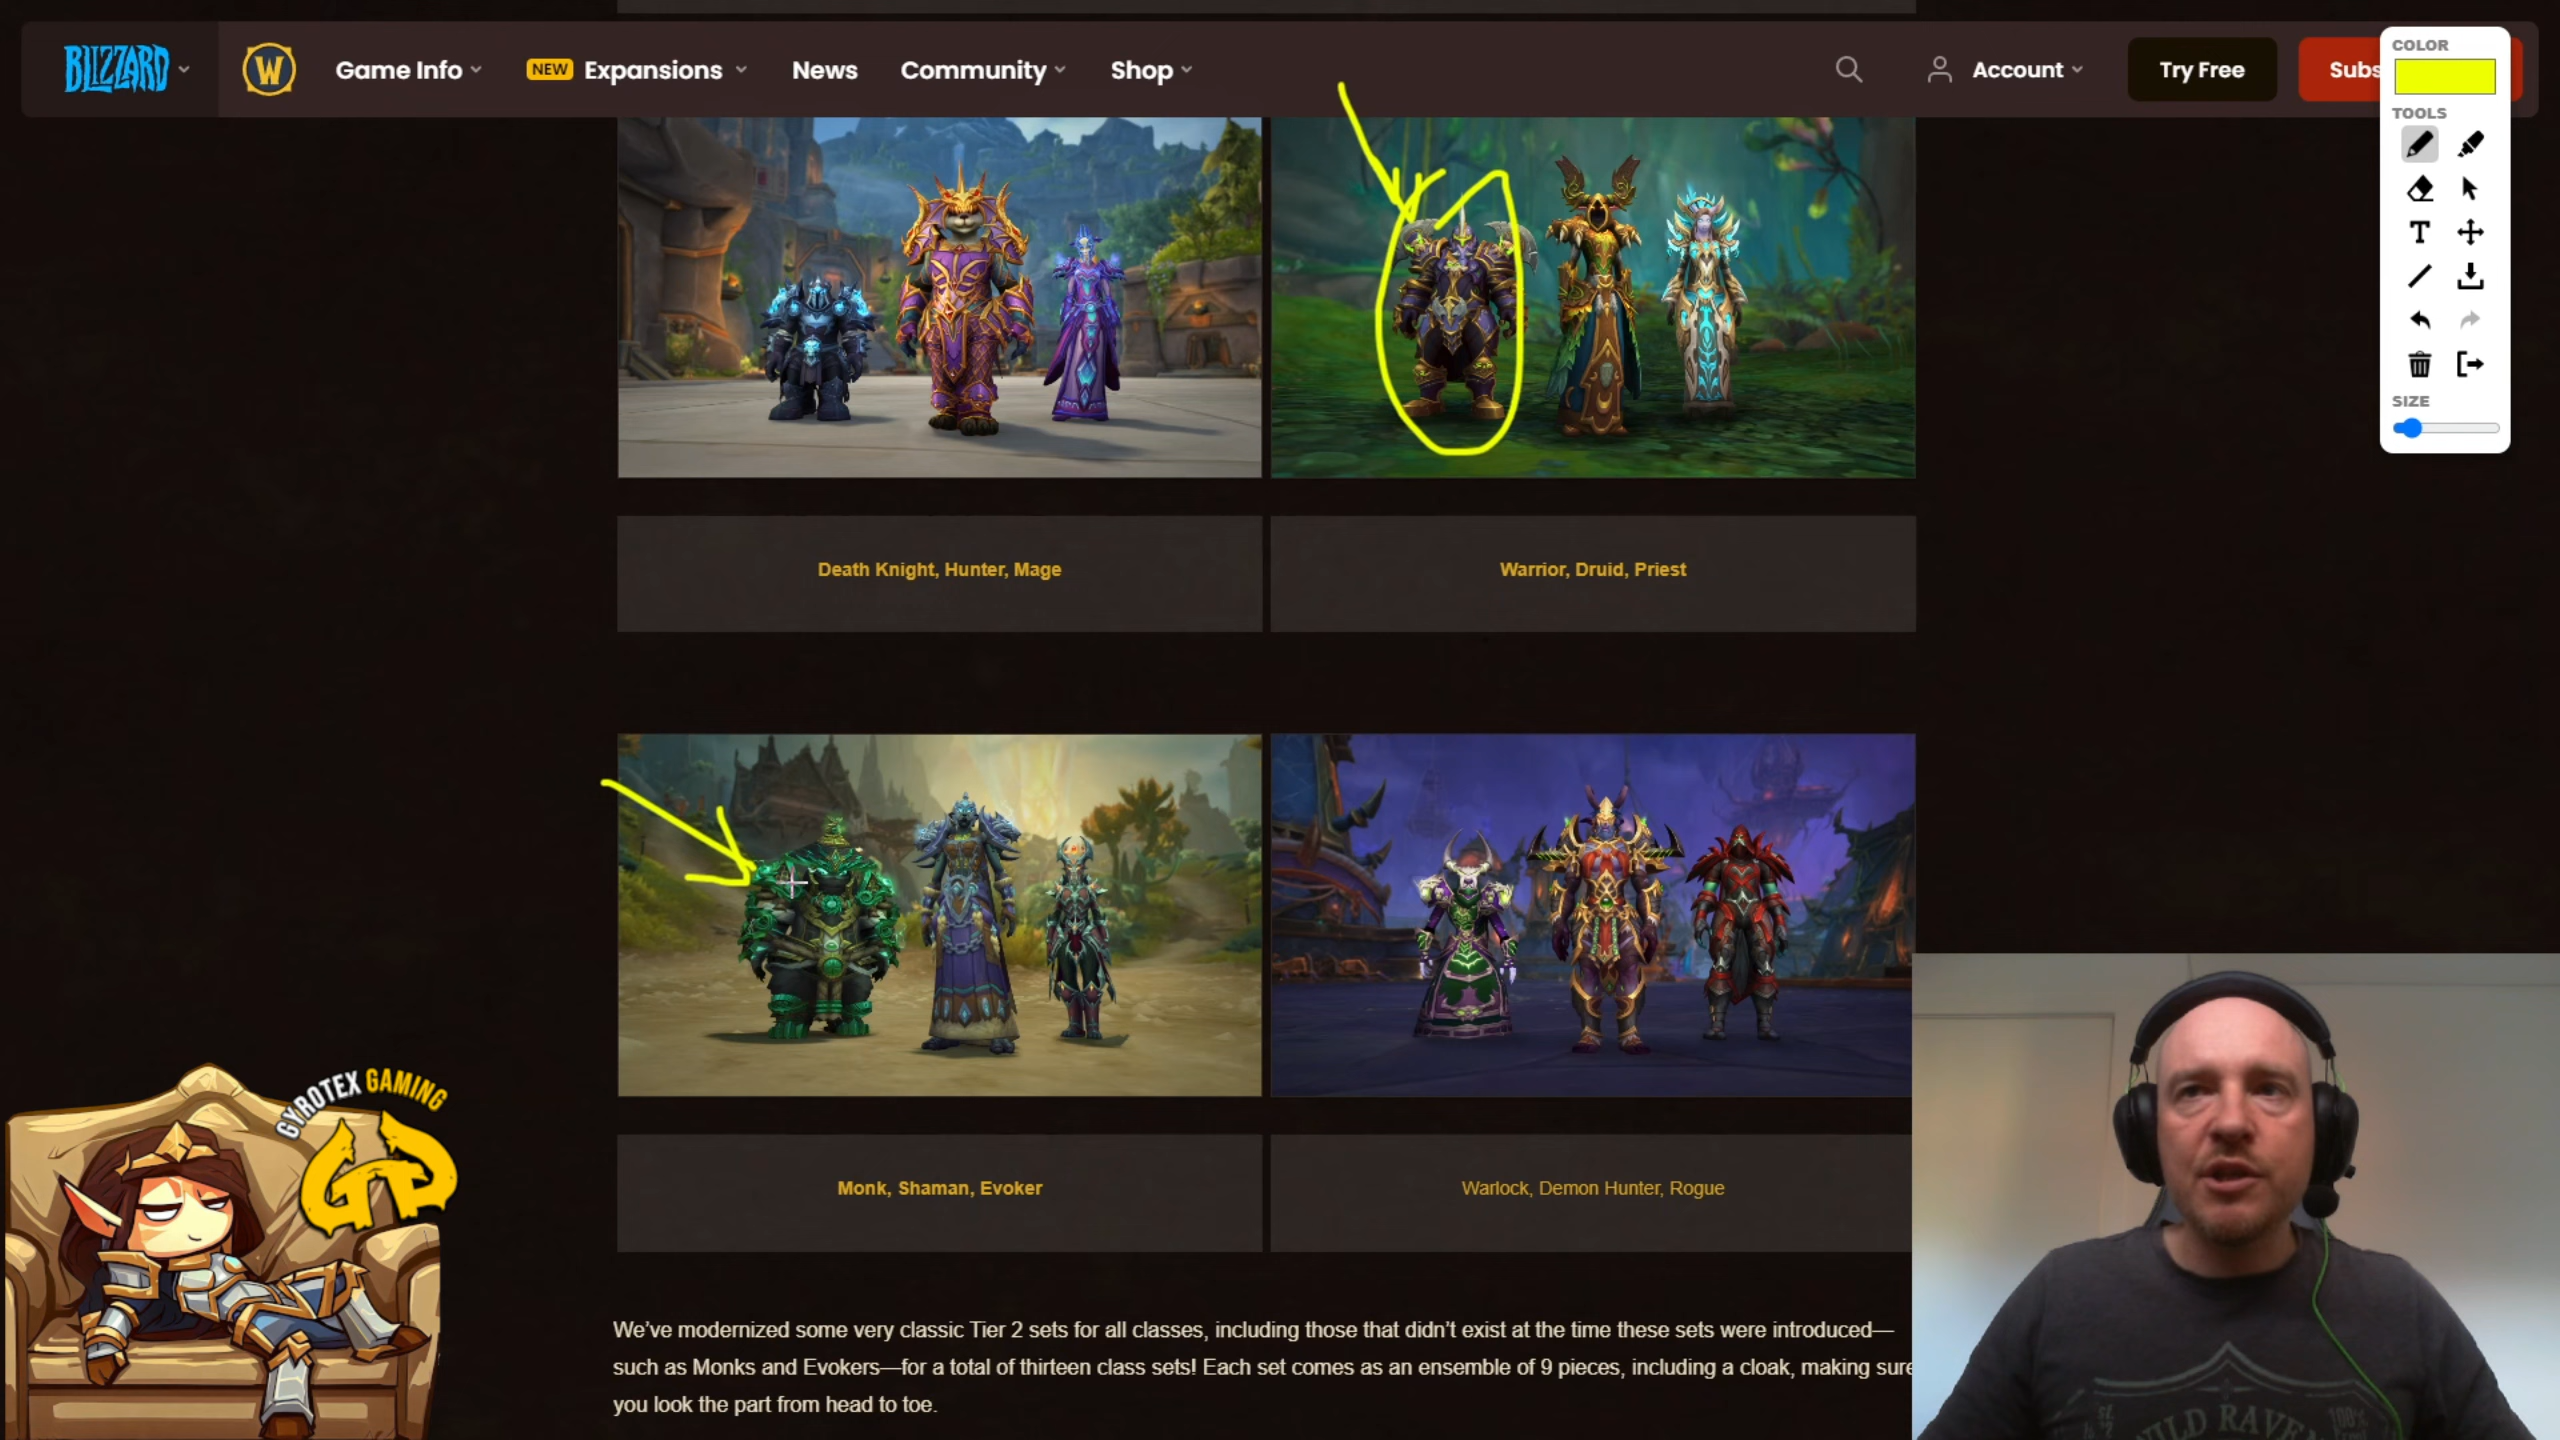 BLIZZARD
W
Game Info
NEW Expansions
News
Community
Shop
Account
Try Free
Subs
COLOR
TOOLS
T
SIZE
Death Knight, Hunter, Mage
Warrior, Druid, Priest
Monk, Shaman, Evoker
Warlock, Demon Hunter, Rogue
GYROTEX GAMING
We've modernized some very classic Tier 2 sets for all classes, including those that didn't exist at the time these sets were introduced—
such as Monks and Evokers—for a total of thirteen class sets! Each set comes as an ensemble of 9 pieces, including a cloak, making sure
you look the part from head to toe.
100%